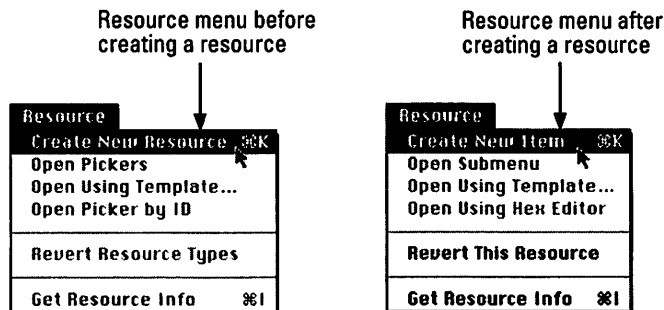 Resource menu before
creating a resource
Resource
Create New Resource ⌘K
Open Pickers
Open Using Template...
Open Picker by ID
Revert Resource Types
Get Resource Info ⌘I
Resource menu after
creating a resource
Resource
Create New Item ⌘K
Open Submenu
Open Using Template...
Open Using Hex Editor
Revert This Resource
Get Resource Info ⌘I